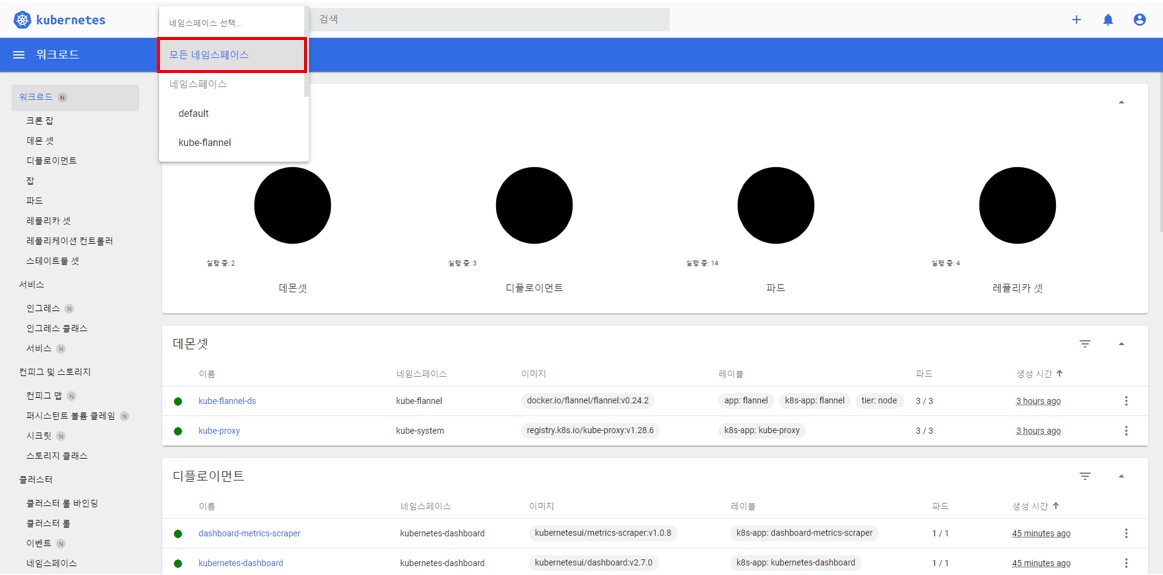 kubernetes
네임스페이스 선택...
검색
워크로드
모든 네임스페이스
네임스페이스
default
kube-flannel
워크로드 N
크론 잡
데몬 셋
디플로이먼트
잡
파드
레플리카 셋
레플리케이션 컨트롤러
스테이트풀 셋
서비스
인그레스 N
인그레스 클래스
서비스 N
컨피그 및 스토리지
컨피그 맵 N
퍼시스턴트 볼륨 클레임 N
시크릿 N
스토리지 클래스
클러스터
클러스터 롤 바인딩
클러스터 롤
이벤트 N
네임스페이스
실행 중: 2
실행 중: 3
실행 중: 14
실행 중: 4
데몬셋
디플로이먼트
파드
레플리카 셋
데몬셋
이름 네임스페이스 이미지 레이블 파드 생성 시간
kube-flannel-ds kube-flannel docker.io/flannel/flannel:v0.24.2 app: flannel k8s-app: flannel tier: node 3 / 3 3 hours ago
kube-proxy kube-system registry.k8s.io/kube-proxy:v1.28.6 k8s-app: kube-proxy 3 / 3 3 hours ago
디플로이먼트
이름 네임스페이스 이미지 레이블 파드 생성 시간
dashboard-metrics-scraper kubernetes-dashboard kubernetesui/metrics-scraper:v1.0.8 k8s-app: dashboard-metrics-scraper 1 / 1 45 minutes ago
kubernetes-dashboard kubernetes-dashboard kubernetesui/dashboard:v2.7.0 k8s-app: kubernetes-dashboard 1 / 1 45 minutes ago